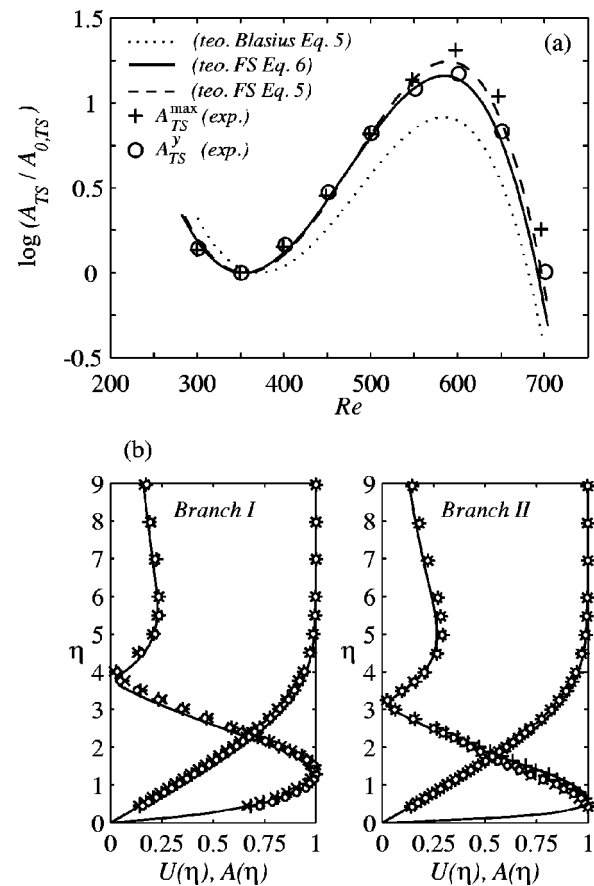 1.5
1.0
0.5
0
-0.5
log (A_TS / A_0,TS)
(a)
(teo. Blasius Eq. 5)
(teo. FS Eq. 6)
(teo. FS Eq. 5)
A_TS^max (exp.)
A_TS^y (exp.)
200 300 400 500 600 700
Re
(b)
9 8 7 6 5 4 3 2 1 0
η
Branch I
0 0.25 0.5 0.75 1
U(η), A(η)
9 8 7 6 5 4 3 2 1 0
η
Branch II
0 0.25 0.5 0.75 1
U(η), A(η)